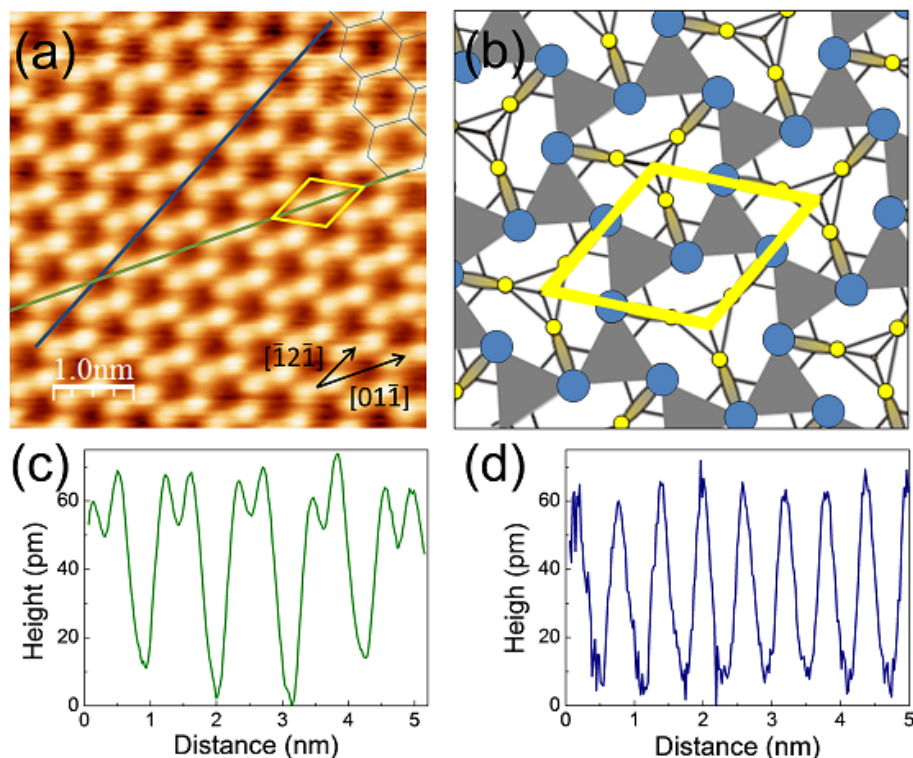 (a)
(b)
1.0nm
[1̄21̄]
[011̄]
(c)
Height (pm)
60
40
20
0
0 1 2 3 4 5
Distance (nm)
(d)
Heigh (pm)
60
40
20
0
0 1 2 3 4 5
Distance (nm)